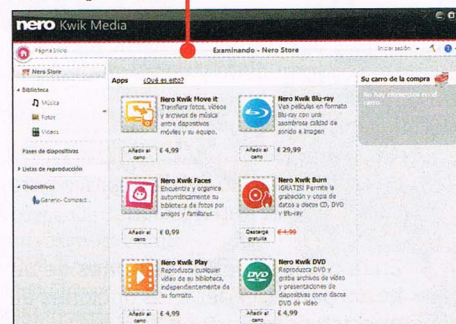 nero Kwik Media
Página Inicio
Examinando - Nero Store
Iniciar sesión
Nero Store
Biblioteca
Música
Fotos
Vídeos
Pases de diapositivas
Listas de reproducción
Dispositivos
Generic- Compact...
Apps ¿Qué es esto?
Nero Kwik Move it
Transfiera fotos, vídeos
y archivos de música
entre dispositivos
móviles y su equipo.
Añadir al
carro
€ 4,99
Nero Kwik Blu-ray
Vea películas en formato
Blu-ray con una
asombrosa calidad de
sonido e imagen
Añadir al
carro
€ 29,99
Nero Kwik Faces
Encuentra y organice
automáticamente su
biblioteca de fotos por
amigos y familiares.
Añadir al
carro
€ 0,99
Nero Kwik Burn
¡GRATIS! Permite la
grabación y copia de
datos a discos CD, DVD
y Blu-ray
Descarga
gratuita
€ 4,99
Nero Kwik Play
Reproduzca cualquier
vídeo de su biblioteca,
independientemente de
su formato.
Añadir al
carro
€ 4,99
DVD
Nero Kwik DVD
Reproduzca DVD y
grabe archivos de vídeo
y presentaciones de
diapositivas como discos
DVD de vídeo
Añadir al
carro
€ 4,99
Su carro de la compra
No hay elementos en el
carro.